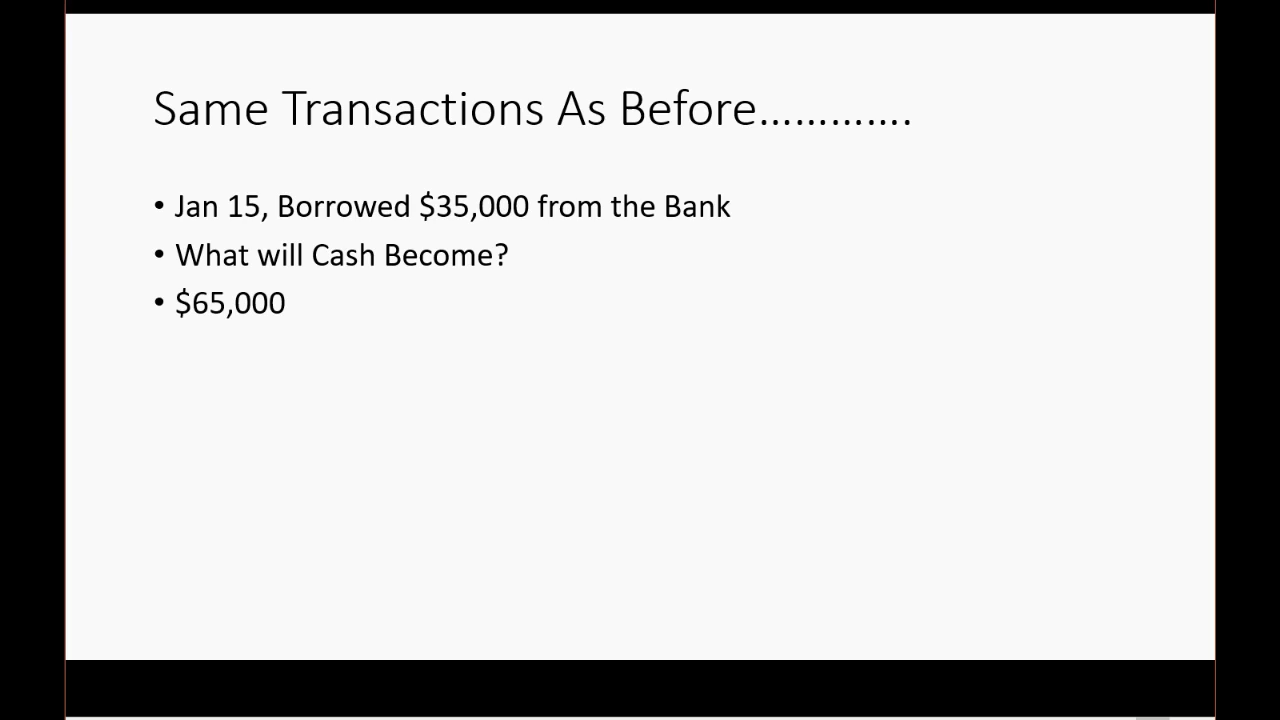 Same Transactions As Before………….
• Jan 15, Borrowed $35,000 from the Bank
• What will Cash Become?
• $65,000